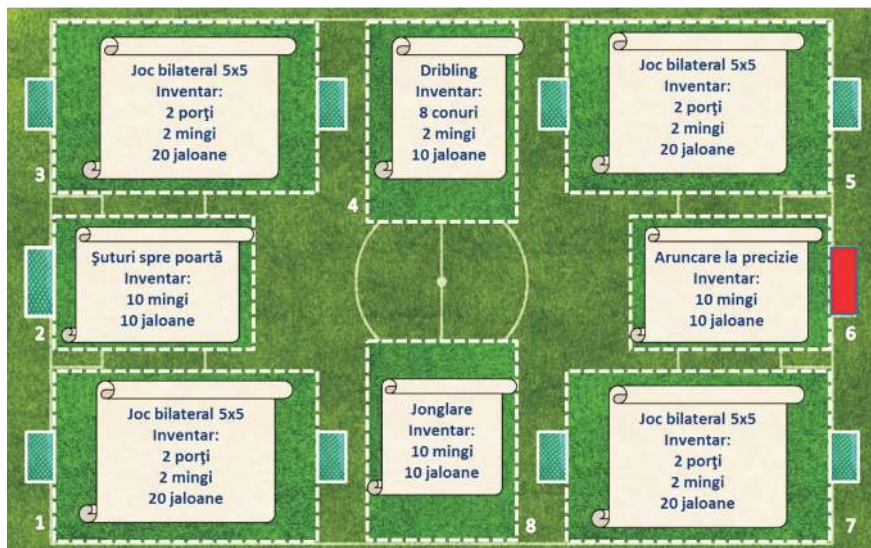 Joc bilateral 5x5
Inventar:
2 porţi
2 mingi
20 jaloane
3
Dribling
Inventar:
8 conuri
2 mingi
10 jaloane
4
Joc bilateral 5x5
Inventar:
2 porţi
2 mingi
20 jaloane
5
Şuturi spre poartă
Inventar:
10 mingi
10 jaloane
2
Aruncare la precizie
Inventar:
10 mingi
10 jaloane
6
Joc bilateral 5x5
Inventar:
2 porţi
2 mingi
20 jaloane
1
Jonglare
Inventar:
10 mingi
10 jaloane
8
Joc bilateral 5x5
Inventar:
2 porţi
2 mingi
20 jaloane
7